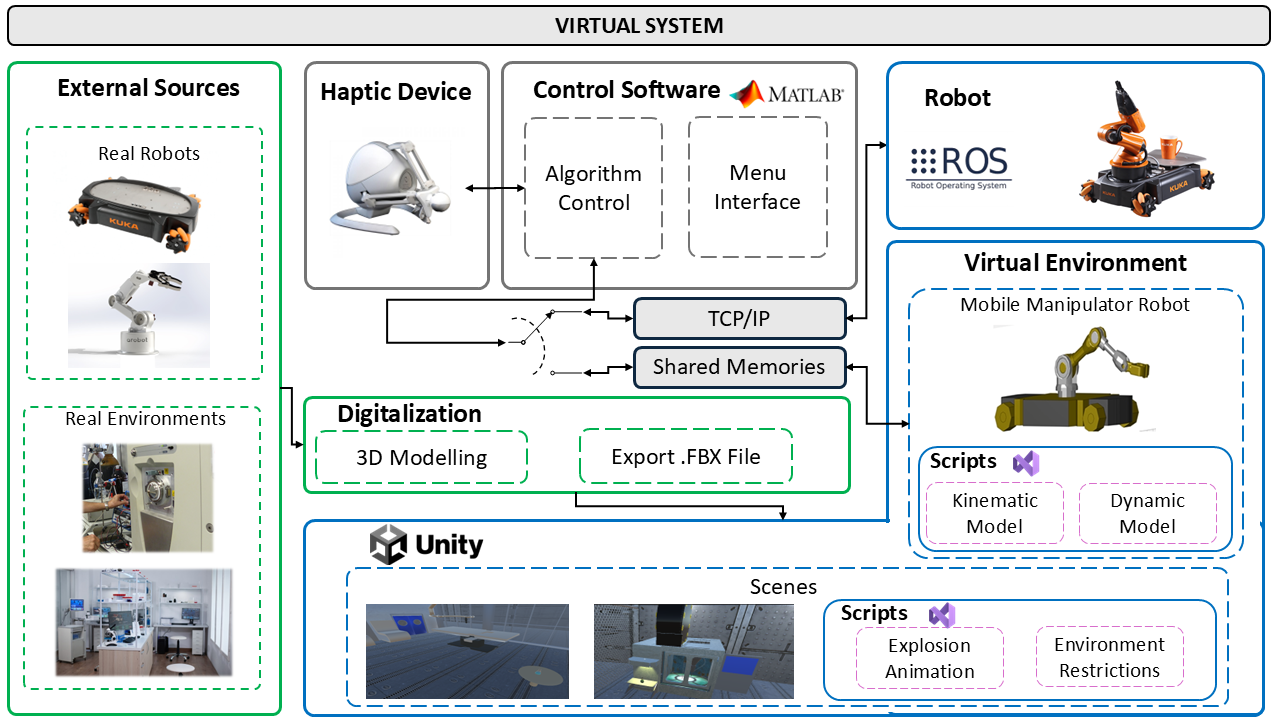 VIRTUAL SYSTEM
External Sources
Real Robots
KUKA
arobot
Real Environments
Haptic Device
Control Software
MATLAB®
Algorithm
Control
Menu
Interface
Robot
ROS
Robot Operating System
KUKA
TCP/IP
Shared Memories
Digitalization
3D Modelling
Export .FBX File
Virtual Environment
Mobile Manipulator Robot
Scripts
Kinematic
Model
Dynamic
Model
Unity
Scenes
Scripts
Explosion
Animation
Environment
Restrictions